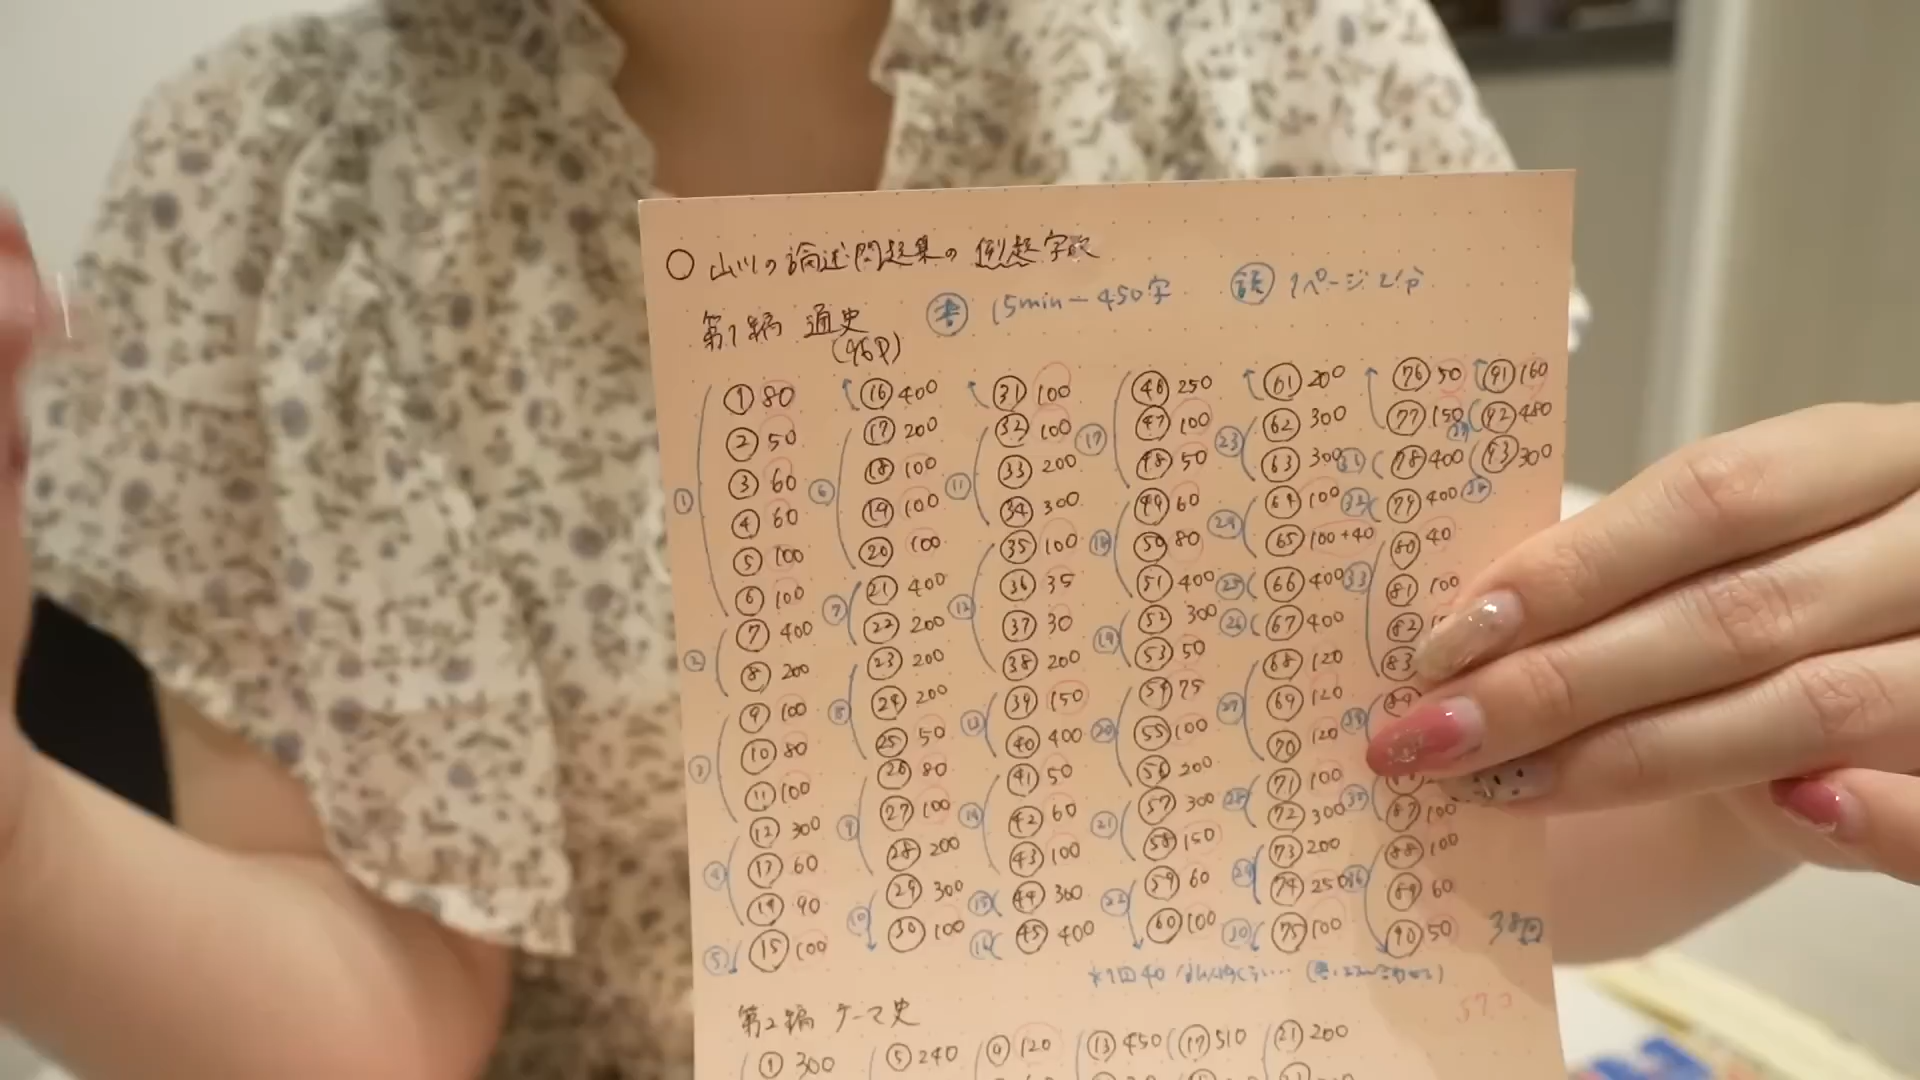 ○ 山川の論述問題集の例題字数
第1編 通史 (書) 15min-450字 (読) 1ページ2分
(96P)
① 80 ⑯ 400 ㉛ 100 ㊻ 250 61 200 76 50 91 160
② 50 ⑰ 200 ㉜ 100 ㊼ 100 62 300 77 150 92 480
③ 60 ⑱ 100 ㉝ 200 ㊽ 50 63 300 78 400 93 300
④ 60 ⑲ 100 ㉞ 300 ㊾ 60 64 100 79 400
⑤ 100 ⑳ 100 ㉟ 100 ㊿ 80 65 100+40 80 40
⑥ 100 ㉑ 400 ㊱ 35 51 400 66 400 81 100
⑦ 400 ㉒ 200 ㊲ 30 52 300 67 400 82
⑧ 200 ㉓ 200 ㊳ 200 53 50 68 120 83
⑨ 100 ㉔ 200 ㊴ 150 54 75 69 120
⑩ 80 ㉕ 50 ㊵ 400 55 100 70 120
⑪ 100 ㉖ 80 ㊶ 50 56 200 71 100
⑫ 300 ㉗ 100 ㊷ 60 57 300 72 300 87 100
⑬ 60 ㉘ 200 ㊸ 100 58 150 73 200 88 100
⑭ 90 ㉙ 300 ㊹ 300 59 60 74 250 89 60
⑮ 100 ㉚ 100 ㊺ 400 60 100 75 100 90 50
38回
*1回40
第2編 テーマ史
① 300 ⑤ 240 ⑨ 120 ⑬ 450 ⑰ 510 ㉑ 200